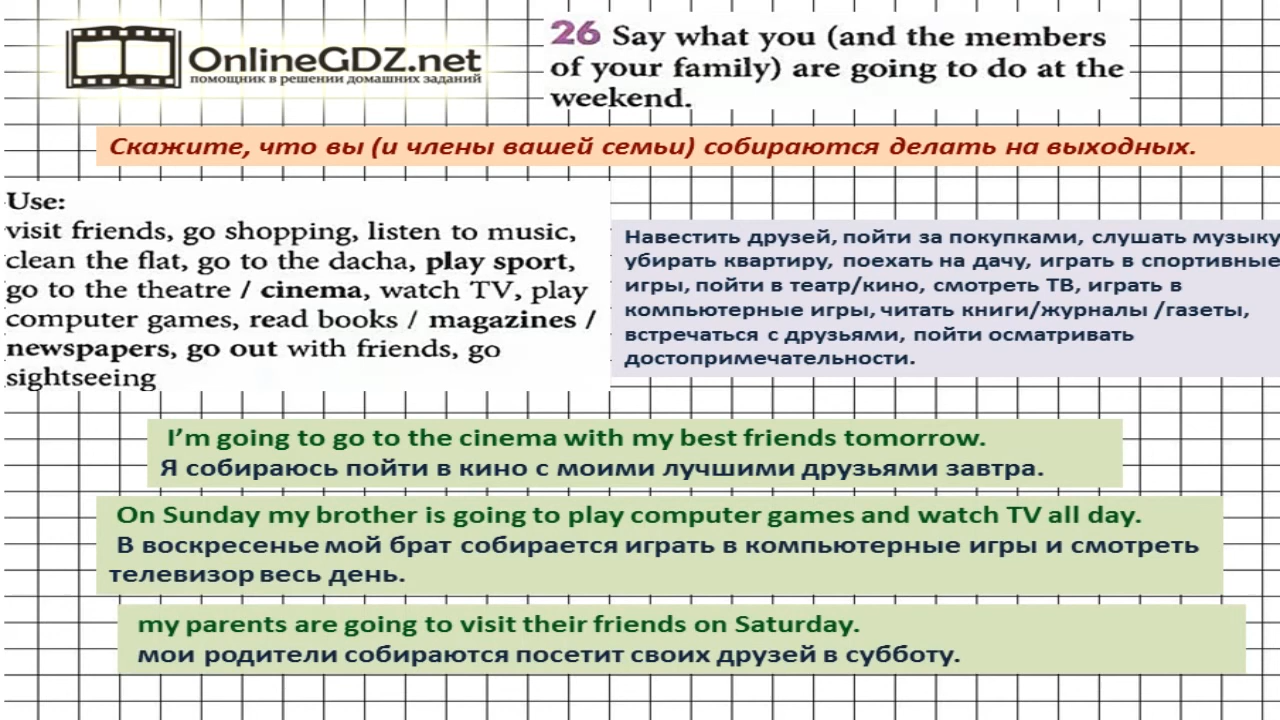 OnlineGDZ.net
помощник в решении домашних заданий
26 Say what you (and the members
of your family) are going to do at the
weekend.
Скажите, что вы (и члены вашей семьи) собираются делать на выходных.
Use:
visit friends, go shopping, listen to music,
clean the flat, go to the dacha, play sport,
go to the theatre / cinema, watch TV, play
computer games, read books / magazines /
newspapers, go out with friends, go
sightseeing
Навестить друзей, пойти за покупками, слушать музыку
убирать квартиру, поехать на дачу, играть в спортивные
игры, пойти в театр/кино, смотреть ТВ, играть в
компьютерные игры, читать книги/журналы /газеты,
встречаться с друзьями, пойти осматривать
достопримечательности.
I'm going to go to the cinema with my best friends tomorrow.
Я собираюсь пойти в кино с моими лучшими друзьями завтра.
On Sunday my brother is going to play computer games and watch TV all day.
В воскресенье мой брат собирается играть в компьютерные игры и смотреть
телевизор весь день.
my parents are going to visit their friends on Saturday.
мои родители собираются посетит своих друзей в субботу.